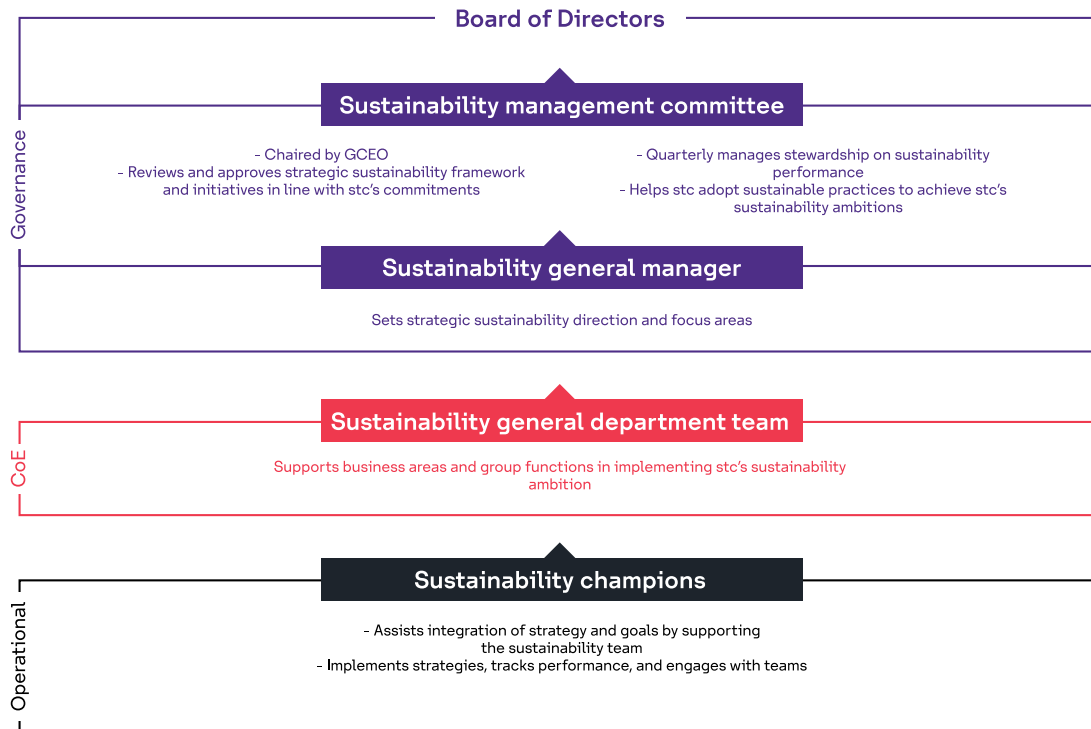 Board of Directors
Governance
Sustainability management committee
- Chaired by GCEO
- Reviews and approves strategic sustainability framework
and initiatives in line with stc's commitments
- Quarterly manages stewardship on sustainability
performance
- Helps stc adopt sustainable practices to achieve stc's
sustainability ambitions
Sustainability general manager
Sets strategic sustainability direction and focus areas
CoE
Sustainability general department team
Supports business areas and group functions in implementing stc's sustainability
ambition
Operational
Sustainability champions
- Assists integration of strategy and goals by supporting
the sustainability team
- Implements strategies, tracks performance, and engages with teams